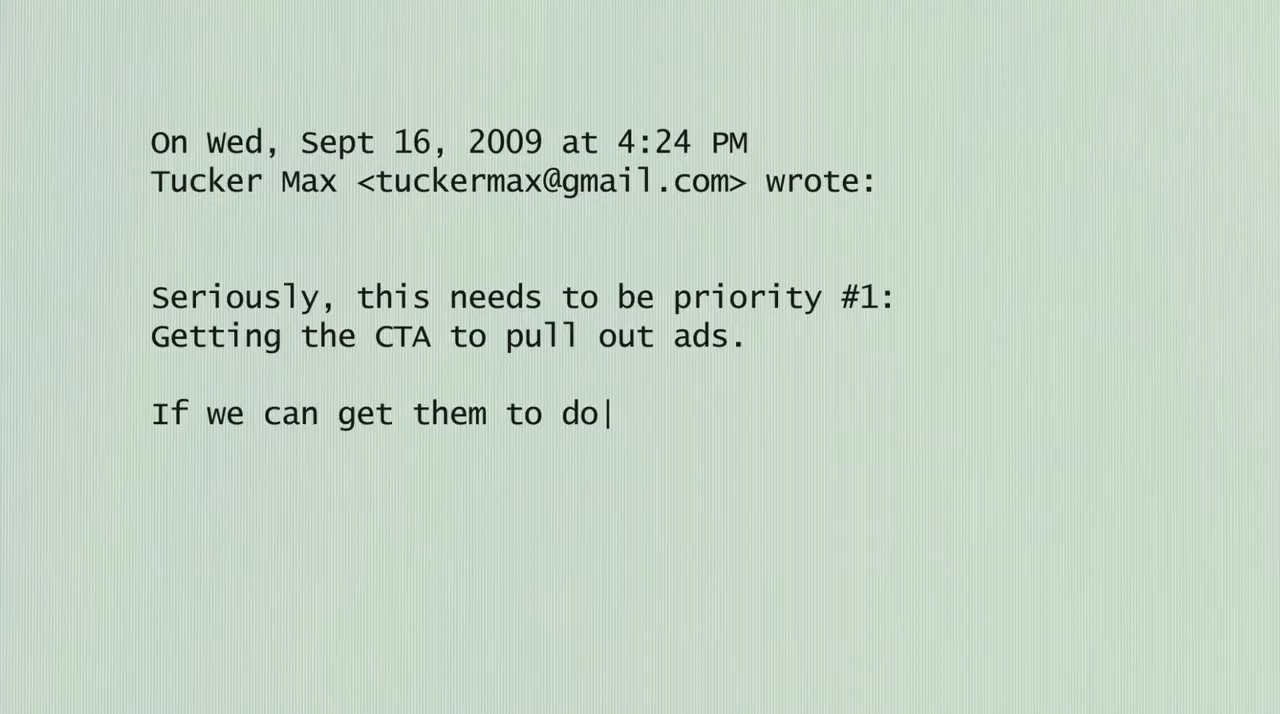 On Wed, Sept 16, 2009 at 4:24 PM
Tucker Max <tuckermax@gmail.com> wrote:
Seriously, this needs to be priority #1:
Getting the CTA to pull out ads.
If we can get them to do|